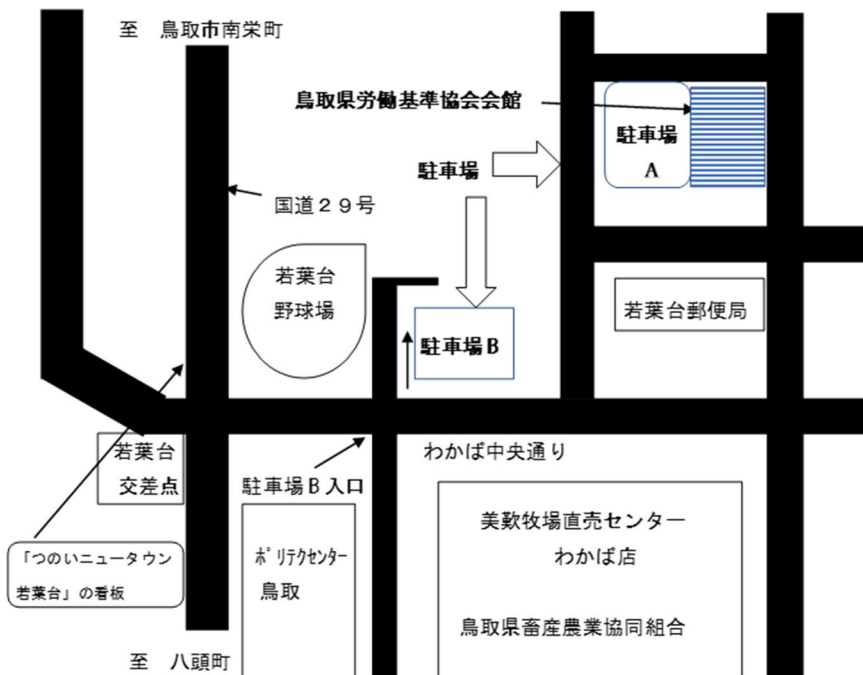 至　鳥取市南栄町
鳥取県労働基準協会会館
駐車場
A
駐車場
国道２９号
若葉台
野球場
若葉台郵便局
駐車場 B
若葉台
交差点
わかば中央通り
駐車場 B 入口
「つのいニュータウン
若葉台」の看板
ﾎﾟﾘﾃｸｾﾝﾀｰ
鳥取
美歎牧場直売センター
わかば店
鳥取県畜産農業協同組合
至　八頭町